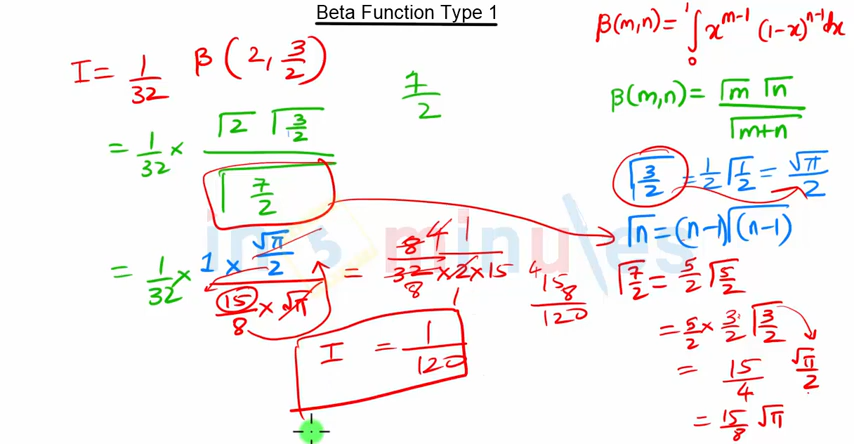 Beta Function Type 1
β(m,n) = ∫₀¹ x^(m-1) (1-x)^(n-1) dx
I = 1/32 β(2, 3/2)
7/2
β(m,n) = Γm Γn / Γm+n
= 1/32 × Γ2 Γ3/2 / Γ7/2
Γ3/2 = 1/2 Γ1/2 = √π/2
in 3 minutes
Γn = (n-1) Γ(n-1)
= 1/32 × 1 × √π/2 / 15/8 × √π = 8 4 1 / 32 8 × 2 1 × 15
4 15 8 / 120
Γ7/2 = 5/2 Γ5/2
= 5/2 × 3/2 Γ3/2
I = 1/120
= 15/4 √π/2
= 15/8 √π